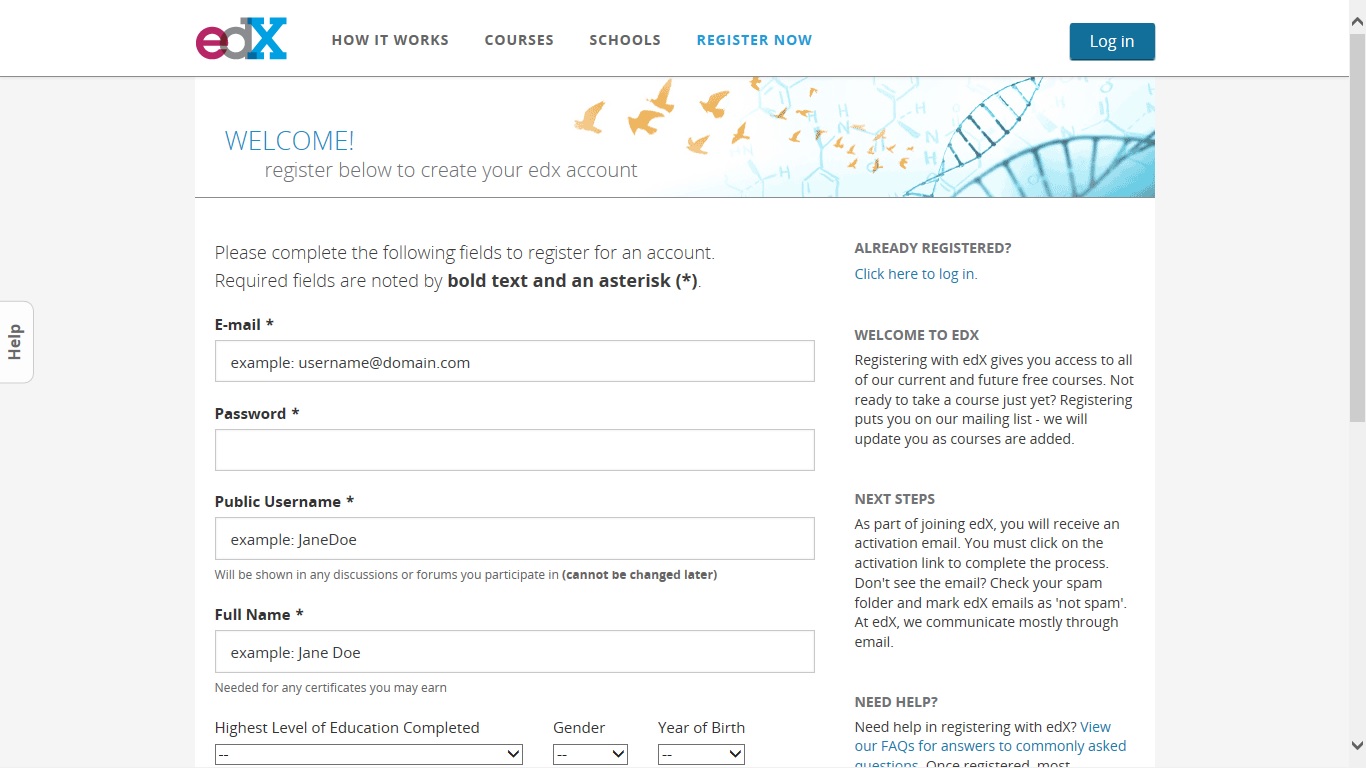 edX
HOW IT WORKS
COURSES
SCHOOLS
REGISTER NOW
Log in
WELCOME!
register below to create your edx account
Please complete the following fields to register for an account.
Required fields are noted by bold text and an asterisk (*).
E-mail *
example: username@domain.com
Password *
Public Username *
example: JaneDoe
Will be shown in any discussions or forums you participate in (cannot be changed later)
Full Name *
example: Jane Doe
Needed for any certificates you may earn
Highest Level of Education Completed
--
Gender
--
Year of Birth
--
ALREADY REGISTERED?
Click here to log in.
WELCOME TO EDX
Registering with edX gives you access to all
of our current and future free courses. Not
ready to take a course just yet? Registering
puts you on our mailing list - we will
update you as courses are added.
NEXT STEPS
As part of joining edX, you will receive an
activation email. You must click on the
activation link to complete the process.
Don't see the email? Check your spam
folder and mark edX emails as 'not spam'.
At edX, we communicate mostly through
email.
NEED HELP?
Need help in registering with edX? View
our FAQs for answers to commonly asked
questions. Once registered, most
Help